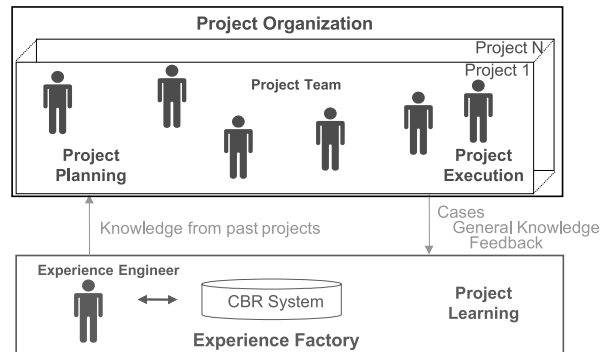 Project Organization
Project N
Project 1
Project Team
Project
Planning
Project
Execution
Knowledge from past projects
Cases
General Knowledge
Feedback
Experience Engineer
CBR System
Project
Learning
Experience Factory